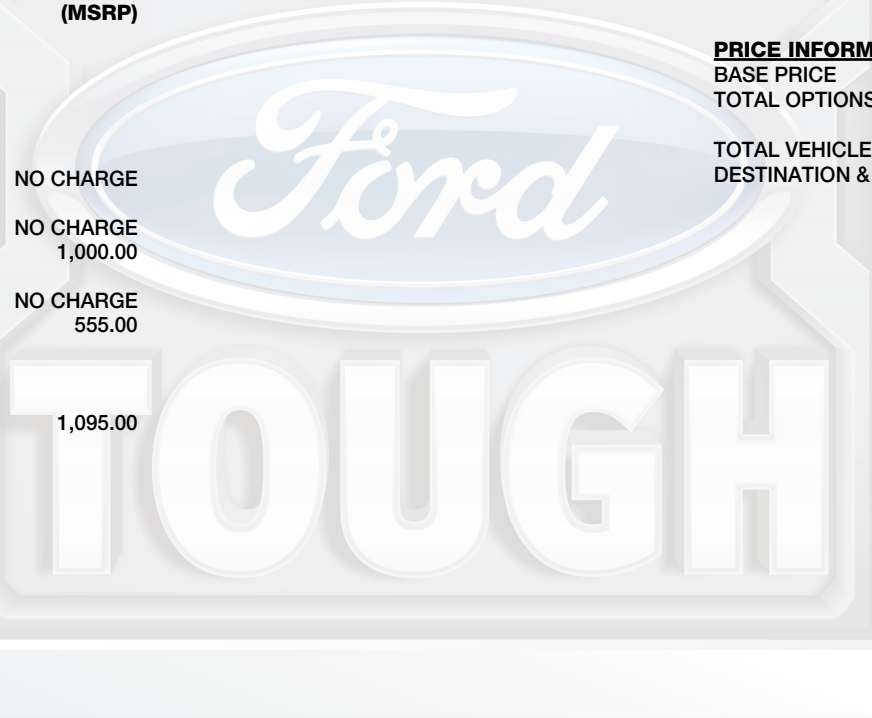 (MSRP)
NO CHARGE
NO CHARGE
1,000.00
NO CHARGE
555.00
1,095.00
PRICE INFORM
BASE PRICE
TOTAL OPTIONS
TOTAL VEHICLE
DESTINATION &
Ford
TOUGH